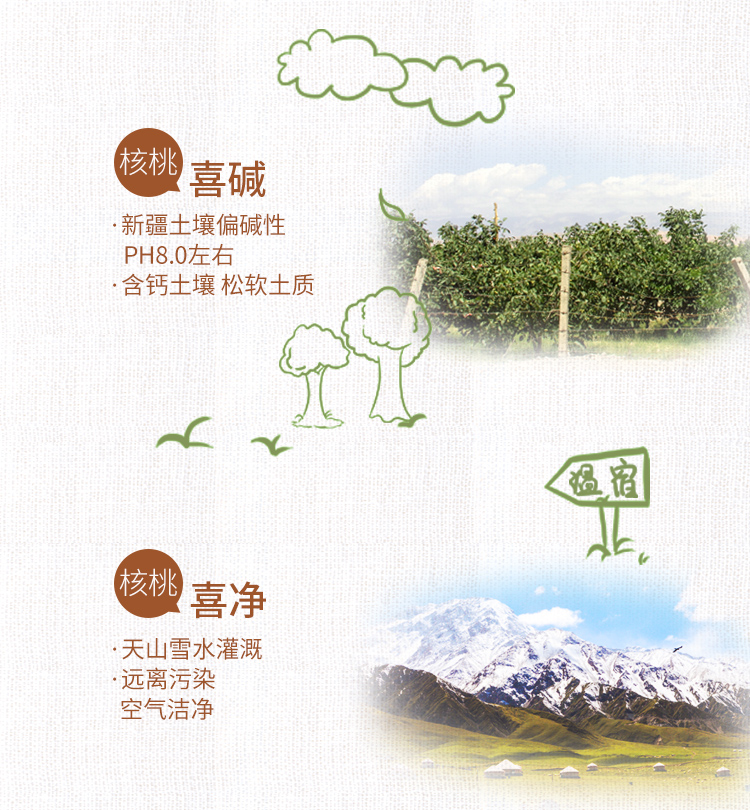 核桃
喜碱
·新疆土壤偏碱性
PH8.0左右
·含钙土壤 松软土质
温宿
核桃
喜净
·天山雪水灌溉
·远离污染
空气洁净